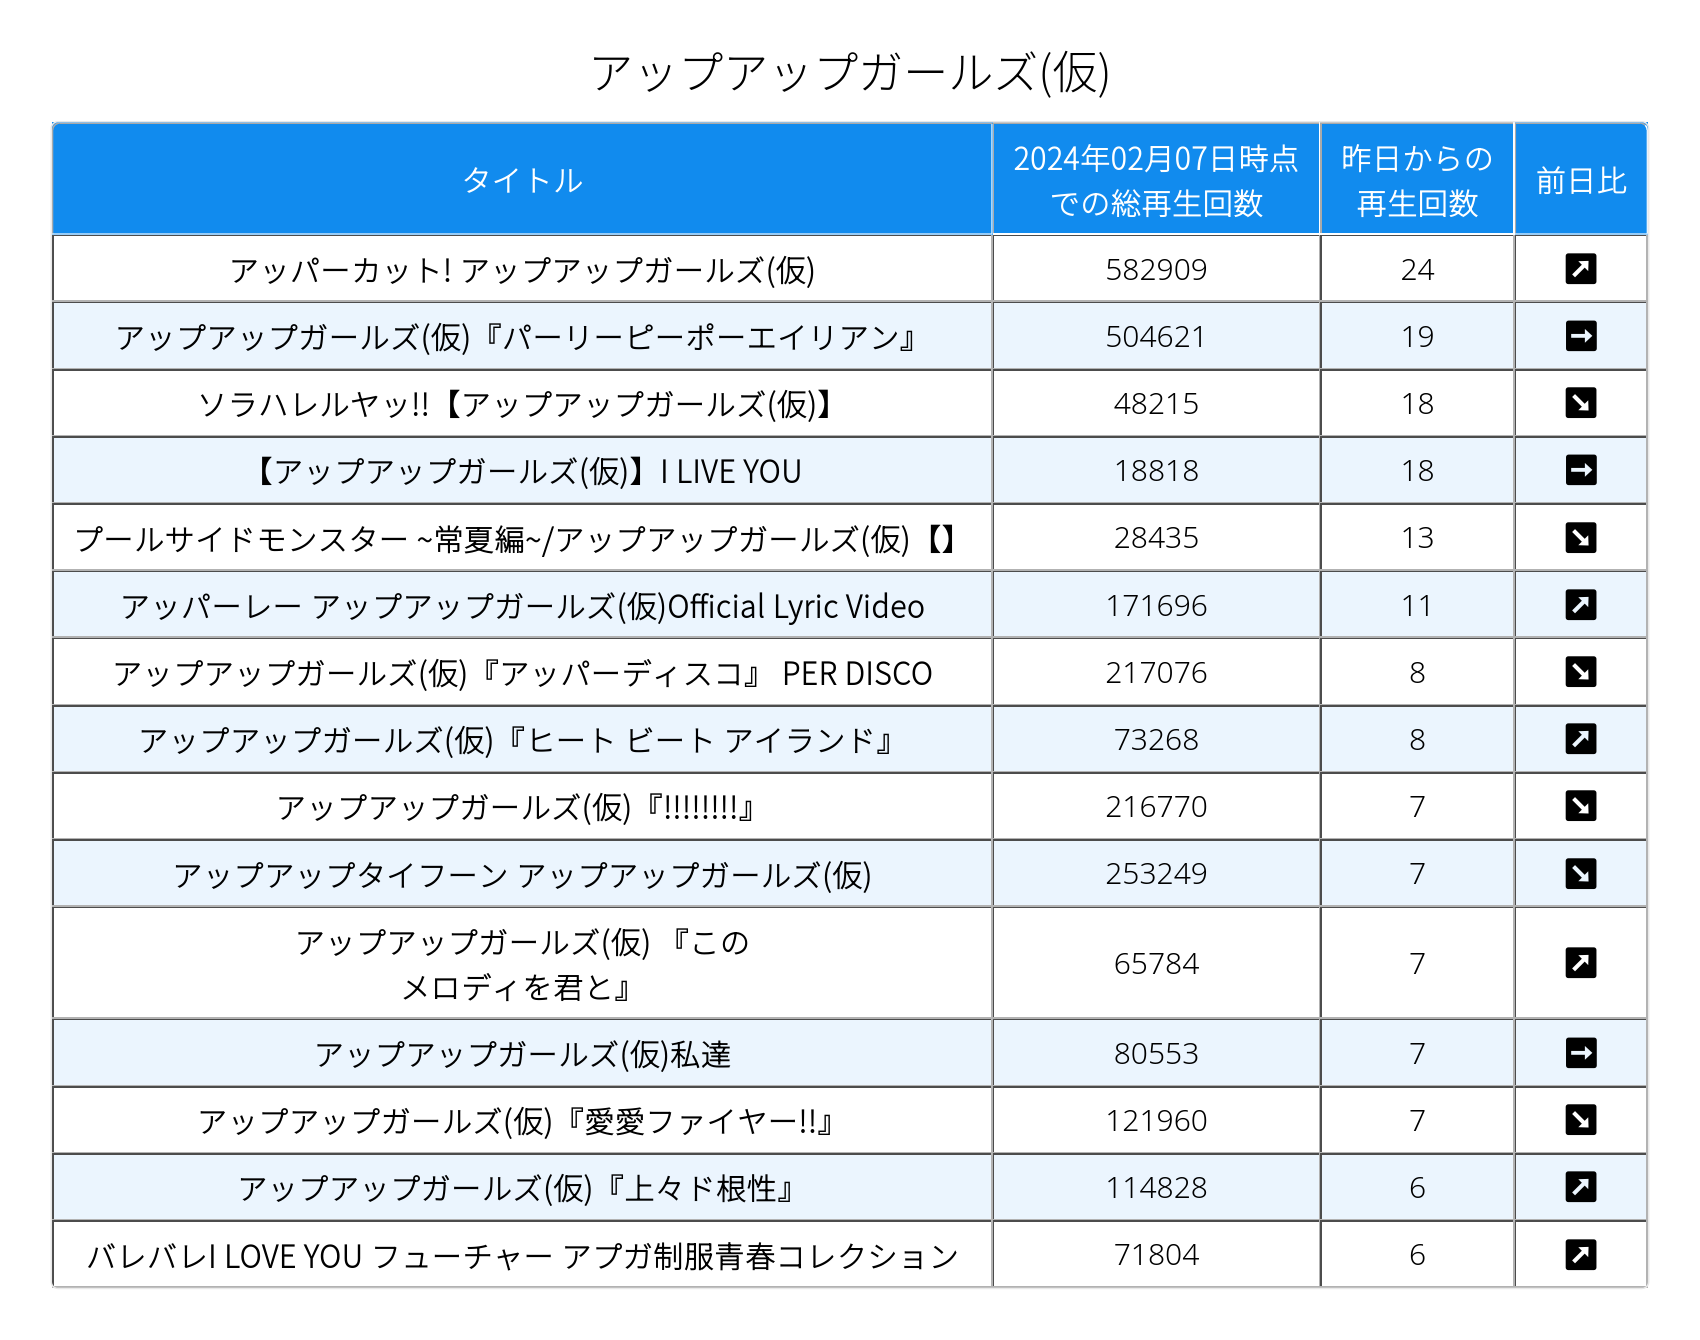 アップアップガールズ(仮)
タイトル 2024年02月07日時点 での総再生回数 昨日からの 再生回数 前日比
アッパーカット! アップアップガールズ(仮) 582909 24
アップアップガールズ(仮)『パーリーピーポーエイリアン』 504621 19
ソラハレルヤッ!!【アップアップガールズ(仮)】 48215 18
【アップアップガールズ(仮)】I LIVE YOU 18818 18
プールサイドモンスター ~常夏編~/アップアップガールズ(仮)【】 28435 13
アッパーレー アップアップガールズ(仮)Official Lyric Video 171696 11
アップアップガールズ(仮)『アッパーディスコ』 PER DISCO 217076 8
アップアップガールズ(仮)『ヒート ビート アイランド』 73268 8
アップアップガールズ(仮)『!!!!!!!!』 216770 7
アップアップタイフーン アップアップガールズ(仮) 253249 7
アップアップガールズ(仮) 『この
メロディを君と』 65784 7
アップアップガールズ(仮)私達 80553 7
アップアップガールズ(仮)『愛愛ファイヤー!!』 121960 7
アップアップガールズ(仮)『上々ド根性』 114828 6
バレバレI LOVE YOU フューチャー アプガ制服青春コレクション 71804 6